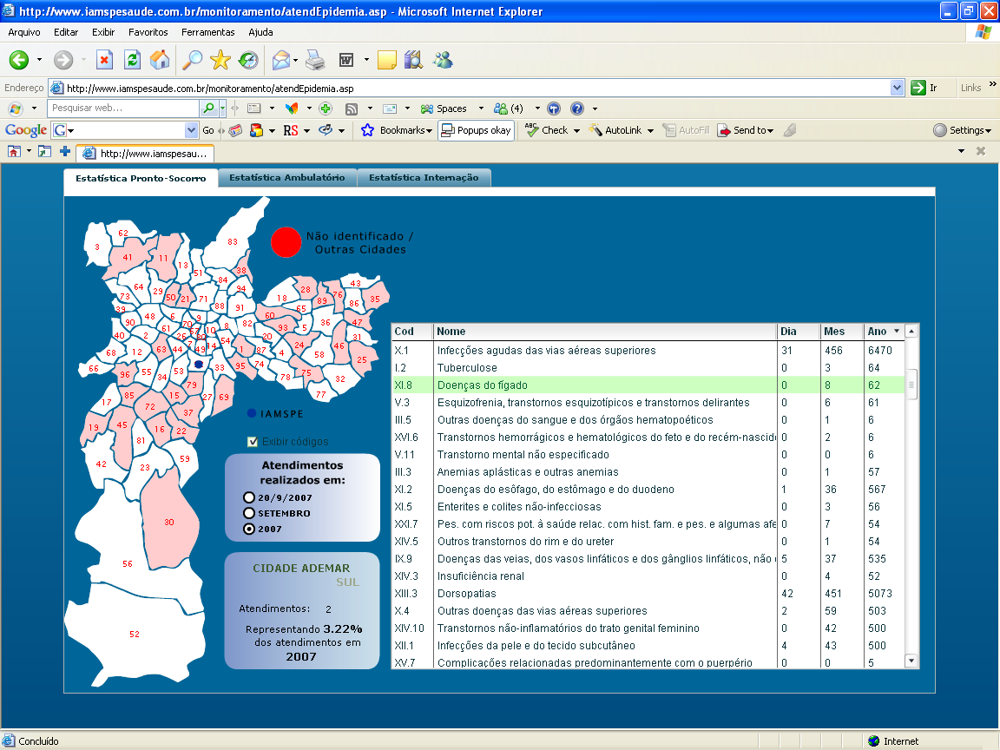 http://www.iamspesaude.com.br/monitoramento/atendEpidemia.asp - Microsoft Internet Explorer
Arquivo Editar Exibir Favoritos Ferramentas Ajuda
Endereço http://www.iamspesaude.com.br/monitoramento/atendEpidemia.asp Ir Links »
Pesquisar web... Spaces (4)
Google G Go RS Bookmarks Popups okay Check AutoLink AutoFill Send to Settings
http://www.iamspesau...
Estatística Pronto-Socorro Estatística Ambulatório Estatística Internação
Não identificado /
Outras Cidades
62
3
83
41
11
13
51
38
84
64
29
73
50
21
71
94
18
28
43
76
89
86
35
39
48
88
91
65
60
90
82
93
5
36
47
40
2
61
20
31
68
12
63
44
54
1
87
24
46
4
58
25
66
96
55
34
53
33
95
74
78
75
32
77
79
85
15
27
69
17
72
37
19
45
16
22
81
42
23
59
30
56
52
IAMSPE
Exibir códigos
Atendimentos
realizados em:
20/9/2007
SETEMBRO
2007
CIDADE ADEMAR
SUL
Atendimentos: 2
Representando 3.22%
dos atendimentos em
2007
Cod Nome Dia Mes Ano
X.1 Infecções agudas das vias aéreas superiores 31 456 6470
I.2 Tuberculose 0 3 64
XI.8 Doenças do fígado 0 8 62
V.3 Esquizofrenia, transtornos esquizotípicos e transtornos delirantes 0 6 61
III.5 Outras doenças do sangue e dos órgãos hematopoéticos 0 1 6
XVI.6 Transtornos hemorrágicos e hematológicos do feto e do recém-nascid 0 2 6
V.11 Transtorno mental não especificado 0 0 6
III.3 Anemias aplásticas e outras anemias 0 1 57
XI.2 Doenças do esôfago, do estômago e do duodeno 1 36 567
XI.5 Enterites e colites não-infecciosas 0 3 56
XXI.7 Pes. com riscos pot. à saúde relac. com hist. fam. e pes. e algumas afe 0 7 54
XIV.5 Outros transtornos do rim e do ureter 0 1 54
IX.9 Doenças das veias, dos vasos linfáticos e dos gânglios linfáticos, não 5 37 535
XIV.3 Insuficiência renal 0 4 52
XIII.3 Dorsopatias 42 451 5073
X.4 Outras doenças das vias aéreas superiores 2 59 503
XIV.10 Transtornos não-inflamatórios do trato genital feminino 0 42 500
XII.1 Infecções da pele e do tecido subcutâneo 4 43 500
XV.7 Complicações relacionadas predominantemente com o puerpério 0 0 5
Concluído Internet